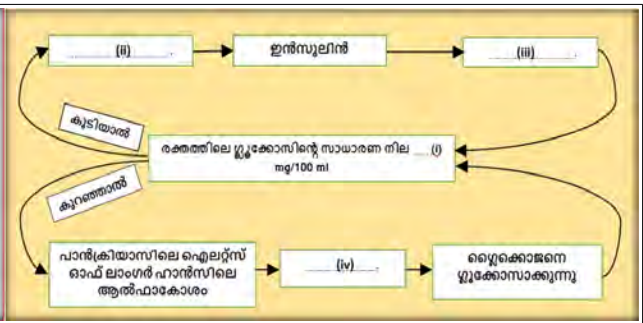 (ii)
ഇൻസുലിൻ
(iii)
കൂടിയാൽ
രക്തത്തിലെ ഗ്ലൂക്കോസിന്റെ സാധാരണ നില .....(i)
mg/100 ml
കുറഞ്ഞാൽ
പാൻക്രിയാസിലെ ഐലറ്റ്സ്
ഓഫ് ലാംഗർ ഹാൻസിലെ
ആൽഫാകോശം
(iv)
ഗ്ലൈക്കൊജനെ
ഗ്ലൂക്കോസാക്കുന്നു